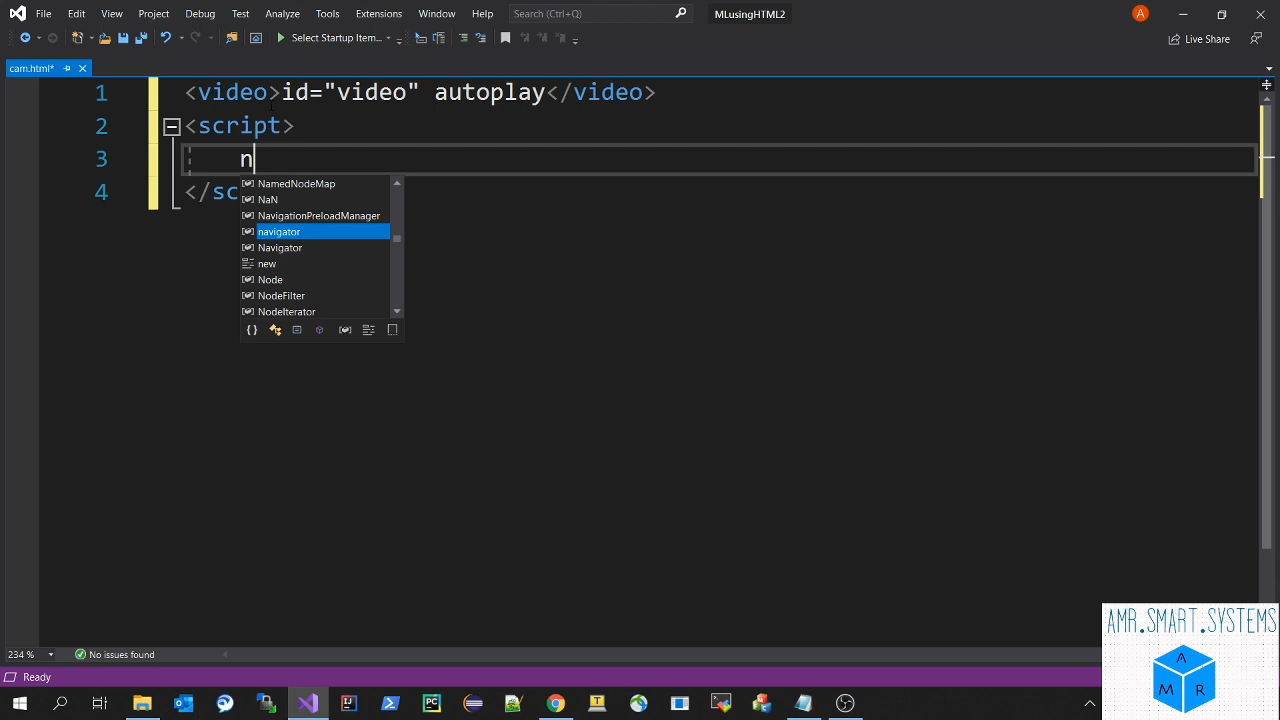 File Edit View Project Debug Test Analyze Tools Extensions Window Help Search (Ctrl+Q) MLusingHTML2 A
Select Startup Item... Live Share
cam.html*
1 <video>id="video" autoplay</video>
2 <script>
3 n
4 </sc
NamedNodeMap
NaN
NavigationPreloadManager
navigator
Navigator
new
Node
NodeFilter
NodeIterator
AMR.SMART.SYSTEMS
A
M R
234 % No issues found
Ready